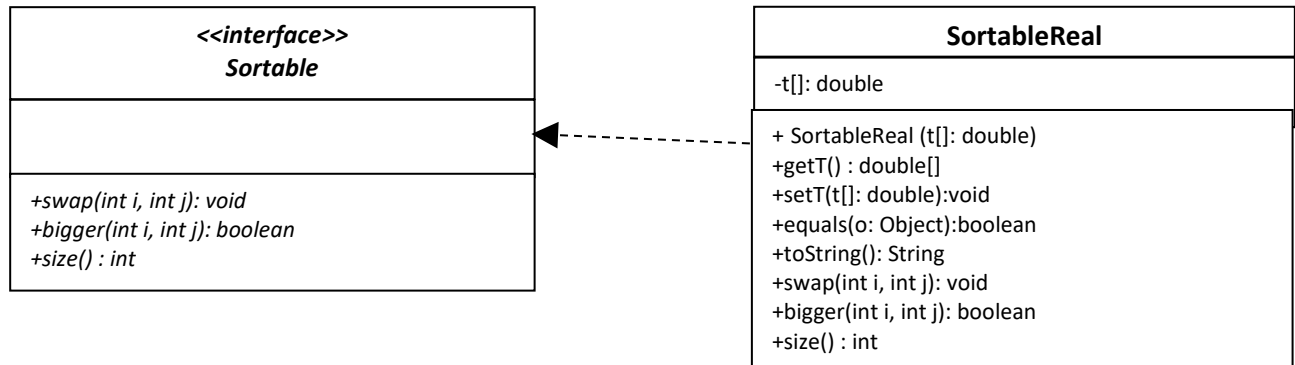 <<interface>>
Sortable
+swap(int i, int j): void
+bigger(int i, int j): boolean
+size() : int
SortableReal
-t[]: double
+ SortableReal (t[]: double)
+getT() : double[]
+setT(t[]: double):void
+equals(o: Object):boolean
+toString(): String
+swap(int i, int j): void
+bigger(int i, int j): boolean
+size() : int